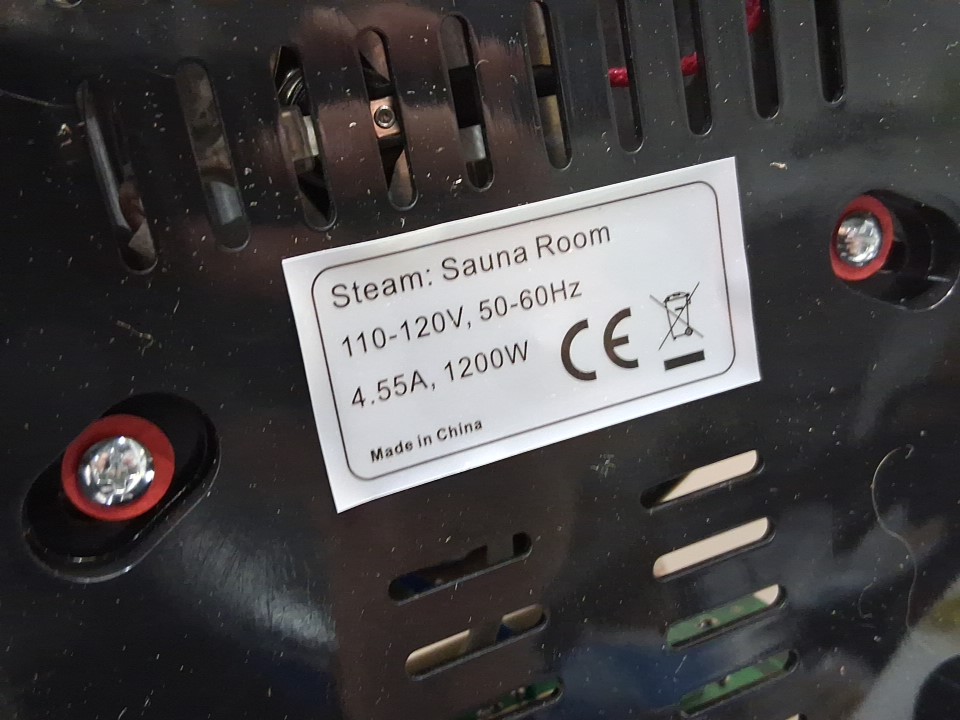 Steam: Sauna Room
110-120V, 50-60Hz
4.55A, 1200W
CE
Made in China